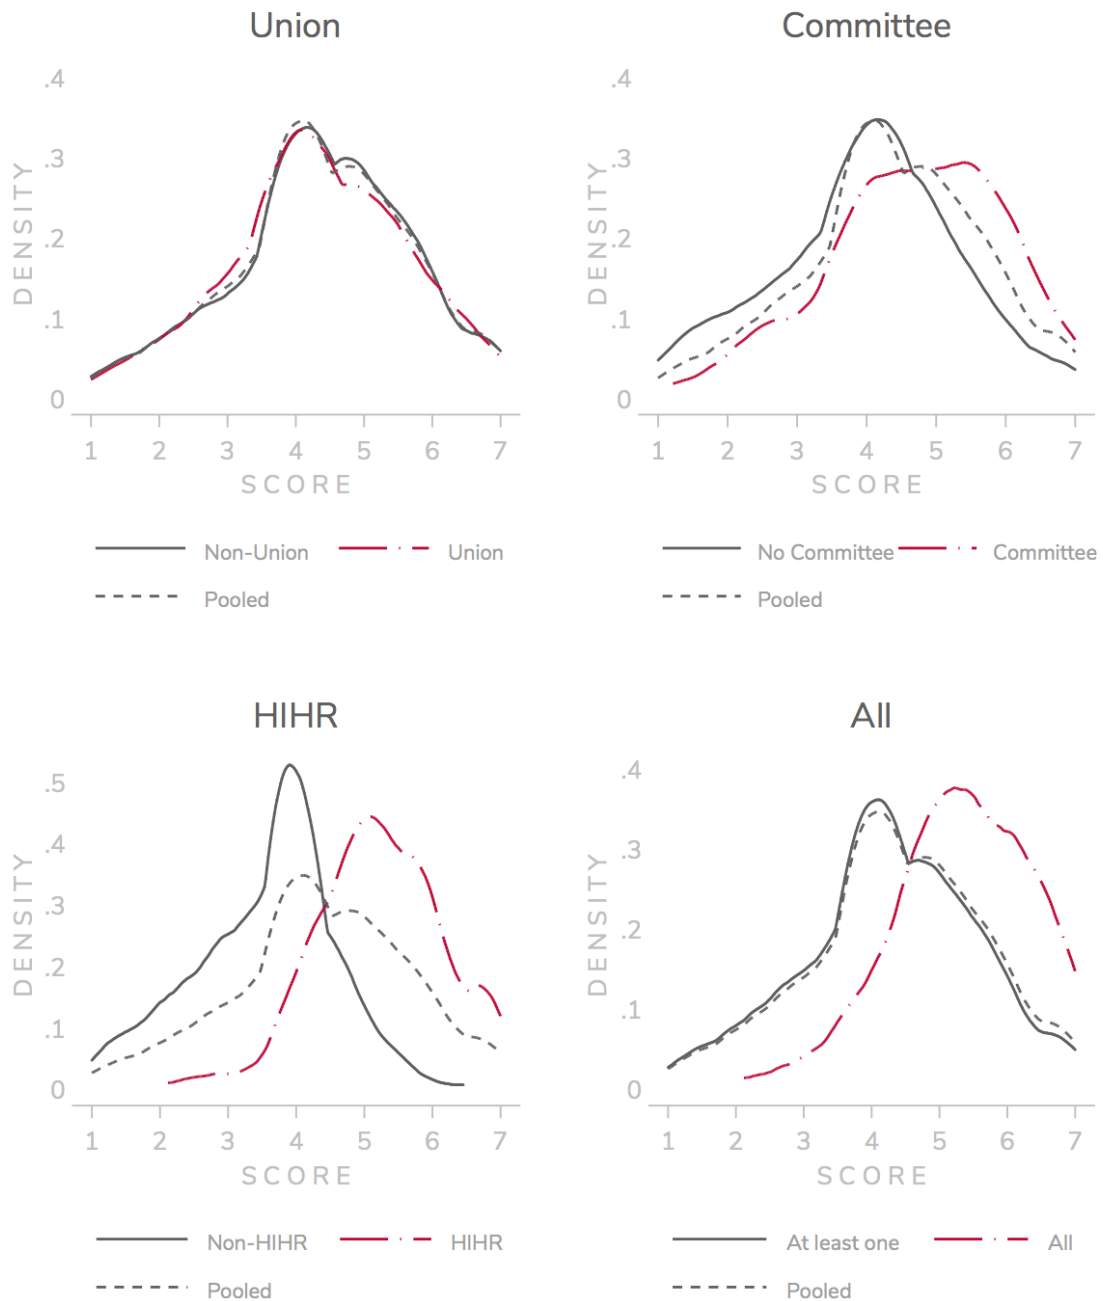 Union
.4
.3
.2
.1
0
DENSITY
1 2 3 4 5 6 7
SCORE
Non-Union Union
Pooled
Committee
.4
.3
.2
.1
0
DENSITY
1 2 3 4 5 6 7
SCORE
No Committee Committee
Pooled
HIHR
.5
.4
.3
.2
.1
0
DENSITY
1 2 3 4 5 6 7
SCORE
Non-HIHR HIHR
Pooled
All
.4
.3
.2
.1
0
DENSITY
1 2 3 4 5 6 7
SCORE
At least one All
Pooled